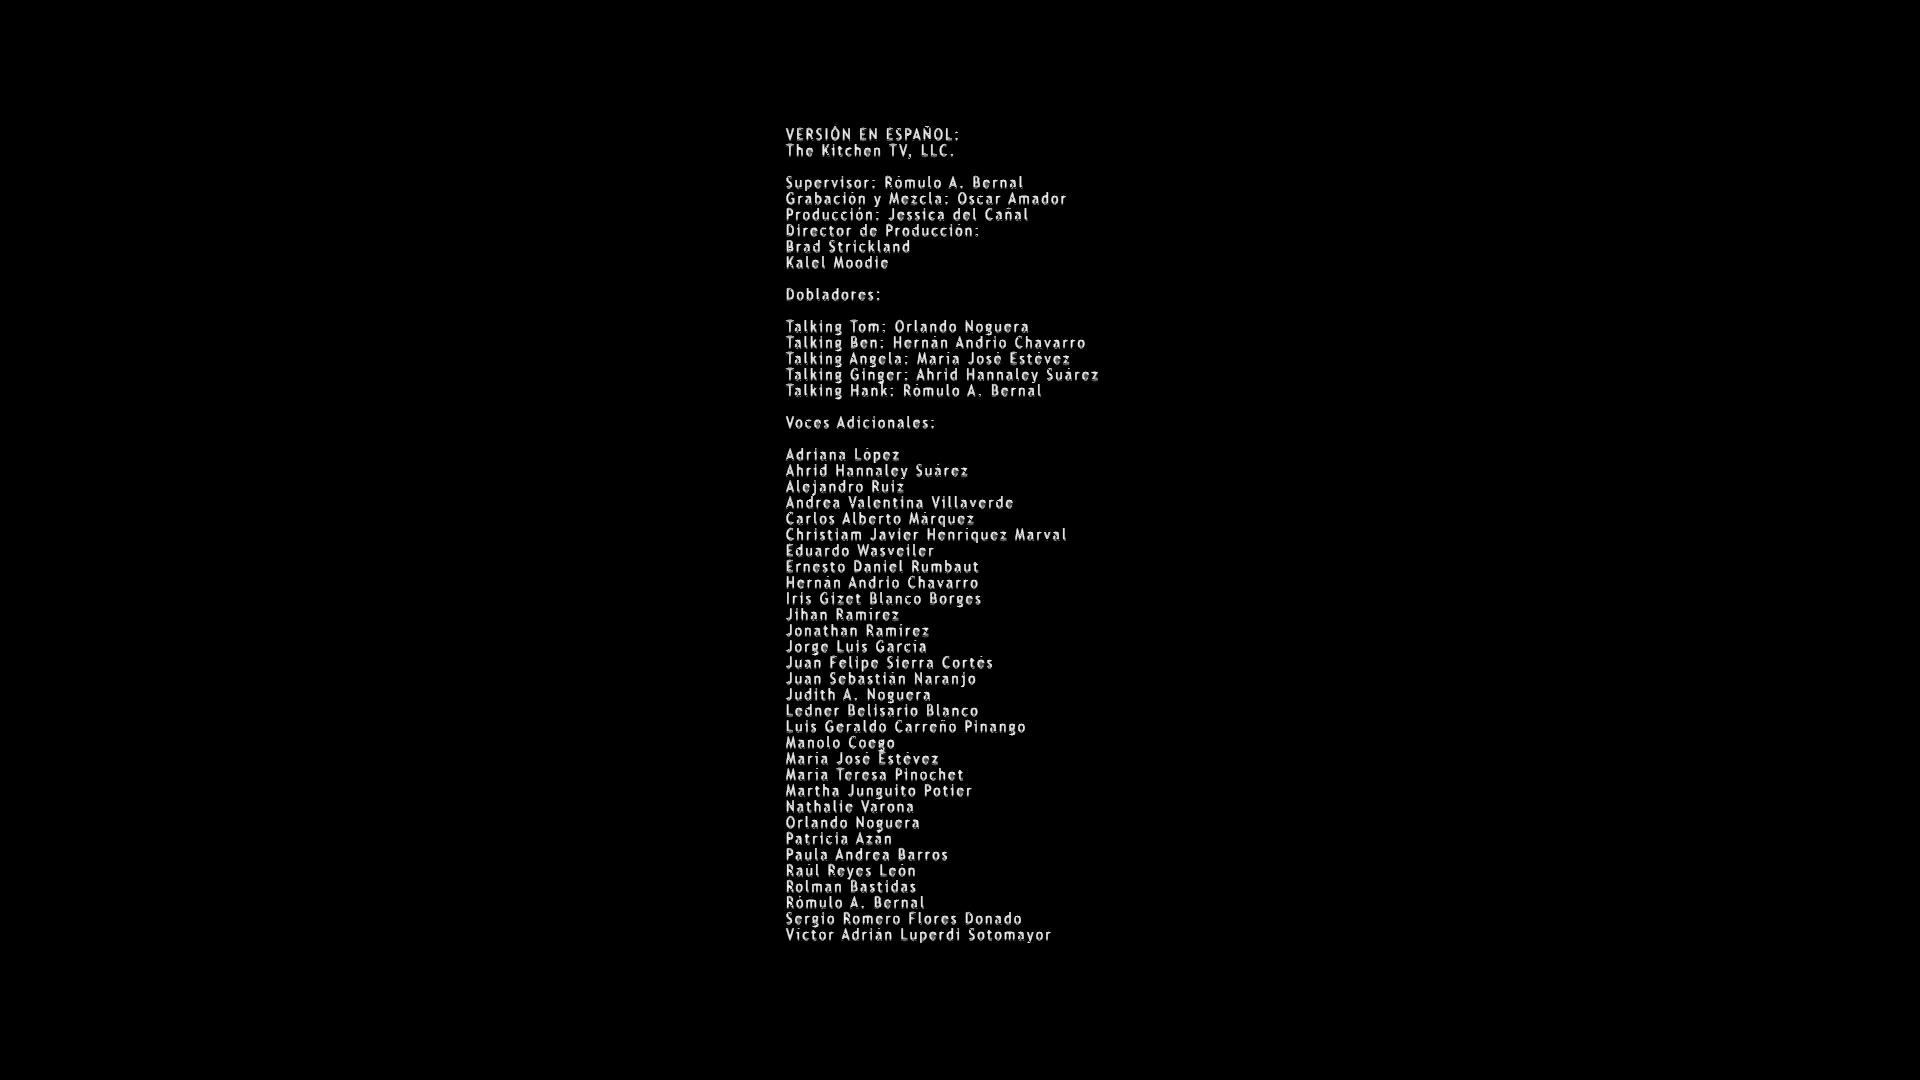 VERSIÓN EN ESPAÑOL:
The Kitchen TV, LLC.
Supervisor: Rómulo A. Bernal
Grabación y Mezcla: Oscar Amador
Producción: Jessica del Cañal
Director de Producción:
Brad Strickland
Kalel Moodie
Dobladores:
Talking Tom: Orlando Noguera
Talking Ben: Hernán Andrio Chavarro
Talking Angela: María José Estévez
Talking Ginger: Ahrid Hannaley Suárez
Talking Hank: Rómulo A. Bernal
Voces Adicionales:
Adriana López
Ahrid Hannaley Suárez
Alejandro Ruiz
Andrea Valentina Villaverde
Carlos Alberto Márquez
Christiam Javier Henríquez Marval
Eduardo Wasveiler
Ernesto Daniel Rumbaut
Hernán Andrio Chavarro
Iris Gizet Blanco Borges
Jihan Ramírez
Jonathan Ramírez
Jorge Luis García
Juan Felipe Sierra Cortés
Juan Sebastián Naranjo
Judith A. Noguera
Ledner Belisario Blanco
Luis Geraldo Carreño Pinango
Manolo Coego
María José Estévez
María Teresa Pinochet
Martha Junguito Potier
Nathalie Varona
Orlando Noguera
Patricia Azán
Paula Andrea Barros
Raúl Reyes León
Rolman Bastidas
Rómulo A. Bernal
Sergio Romero Flores Donado
Víctor Adrián Luperdi Sotomayor